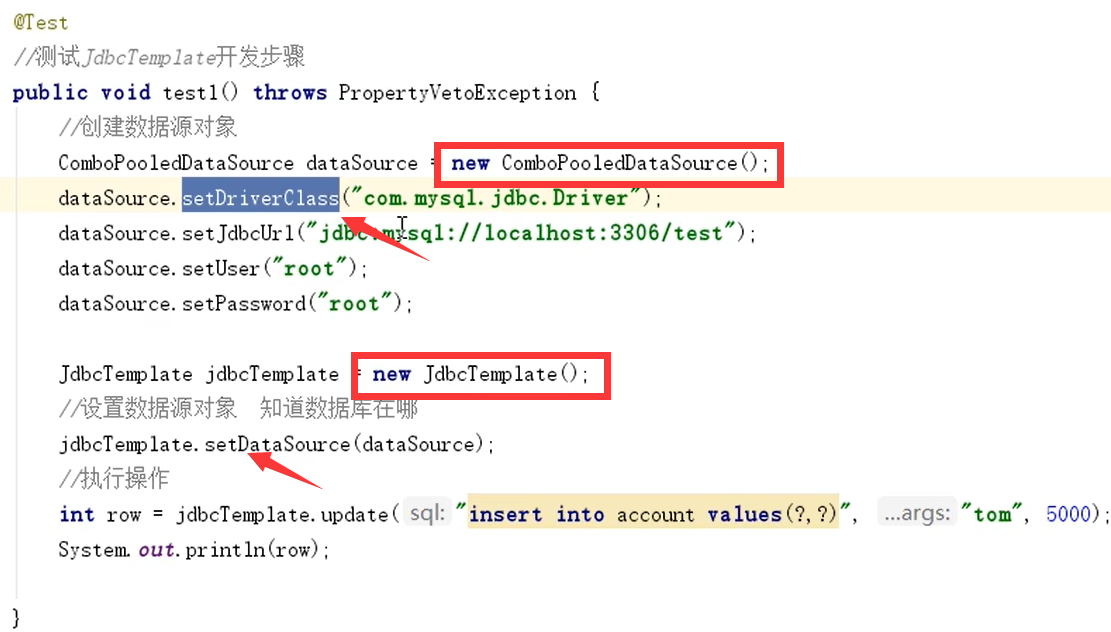 @Test
//测试JdbcTemplate开发步骤
public void test1() throws PropertyVetoException {
//创建数据源对象
ComboPooledDataSource dataSource = new ComboPooledDataSource();
dataSource.setDriverClass("com.mysql.jdbc.Driver");
dataSource.setJdbcUrl("jdbc:mysql://localhost:3306/test");
dataSource.setUser("root");
dataSource.setPassword("root");
JdbcTemplate jdbcTemplate = new JdbcTemplate();
//设置数据源对象 知道数据库在哪
jdbcTemplate.setDataSource(dataSource);
//执行操作
int row = jdbcTemplate.update( sql: "insert into account values(?,?)", ...args: "tom", 5000);
System.out.println(row);
}